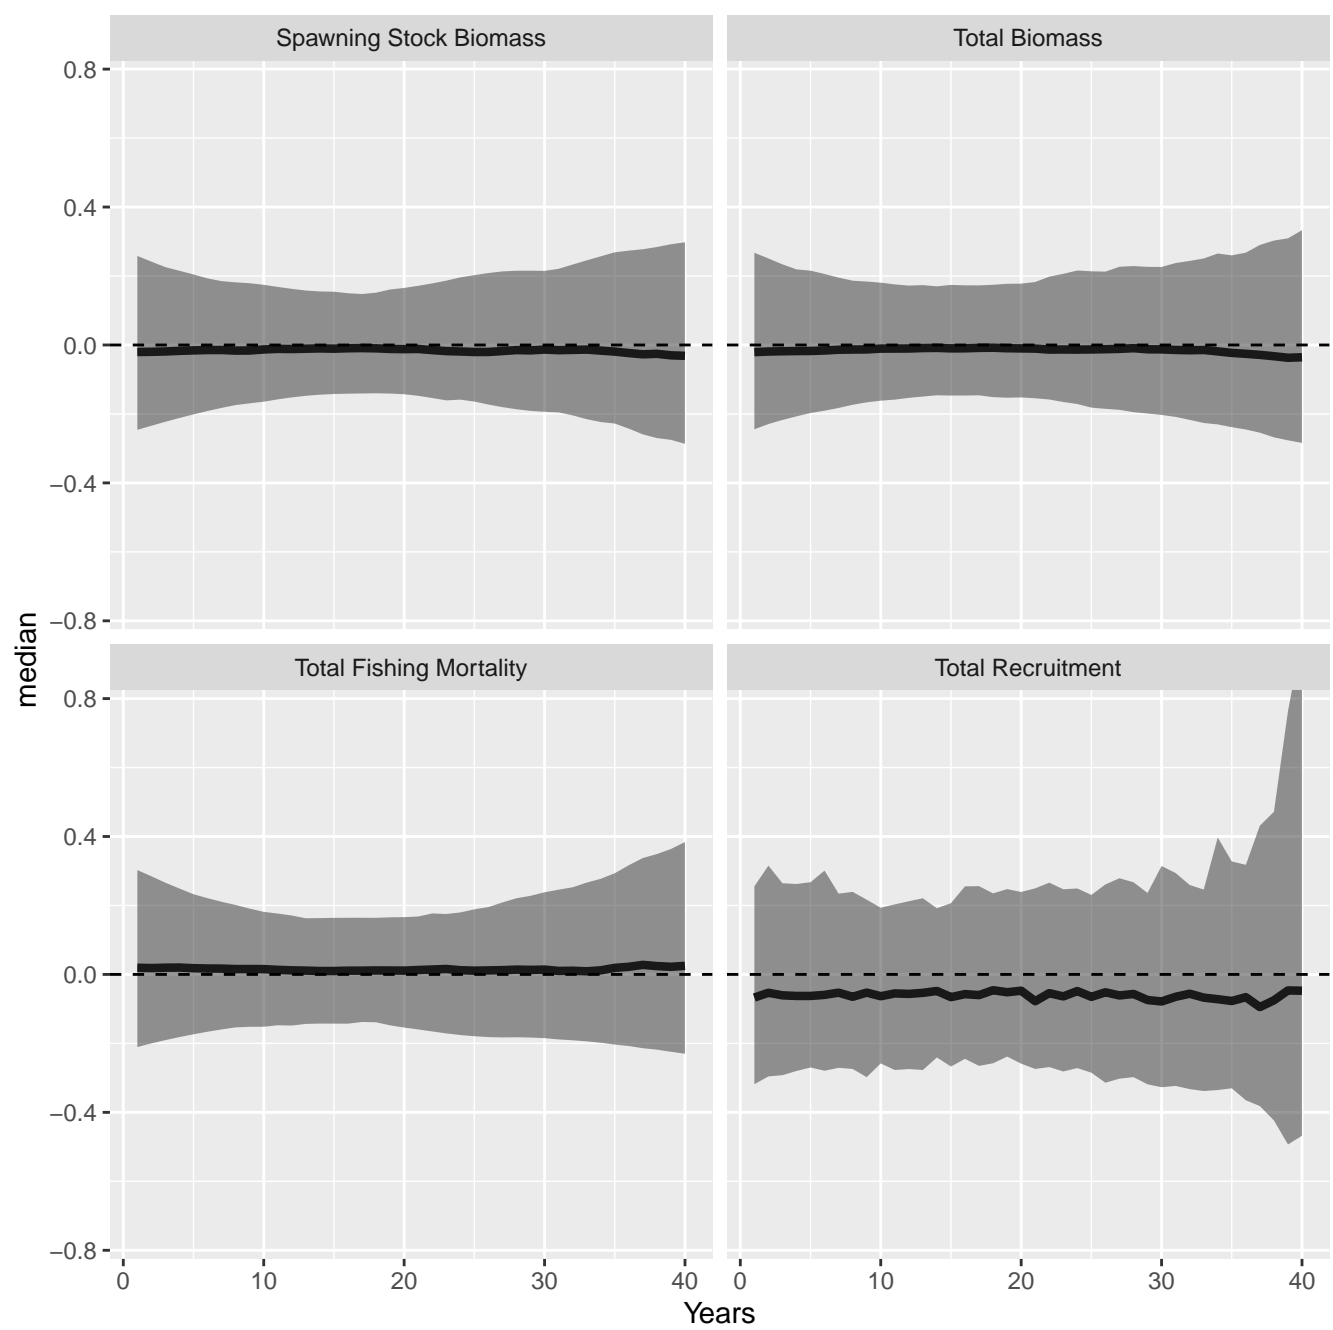 Spawning Stock Biomass
Total Biomass
0.8
0.4
0.0
−0.4
−0.8
median
Total Fishing Mortality
Total Recruitment
0.8
0.4
0.0
−0.4
−0.8
0 10 20 30 40
0 10 20 30 40
Years